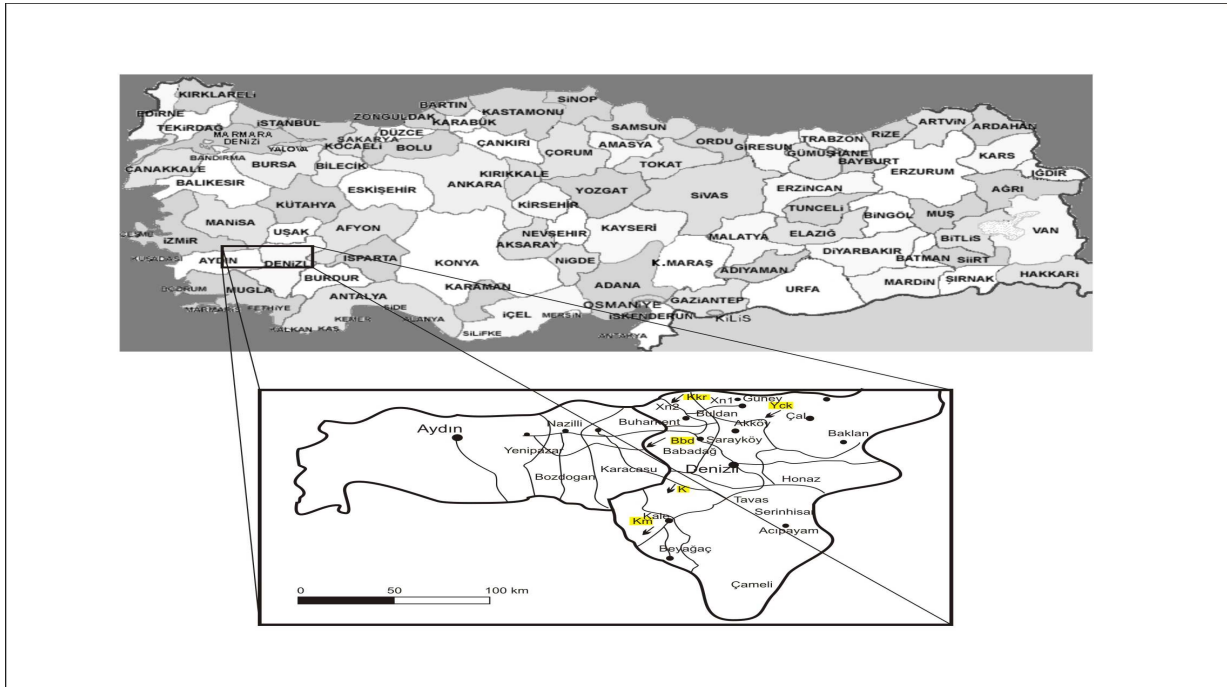 KIRKLARELİ
EDİRNE
TEKİRDAĞ
İSTANBUL
MARMARA
DENİZİ
YALOVA
KOCAELİ
SAKARYA
DÜZCE
ZONGULDAK
BARTIN
KARABÜK
KASTAMONU
SİNOP
SAMSUN
ORDU
GİRESUN
TRABZON
RİZE
ARTVİN
ARDAHAN
BANDIRMA
ÇANAKKALE
BALIKESIR
BURSA
BİLECİK
BOLU
ÇANKIRI
ÇORUM
AMASYA
TOKAT
GÜMÜŞHANE
BAYBURT
ERZURUM
KARS
IĞDIR
ESKİŞEHİR
ANKARA
KIRIKKALE
YOZGAT
SİVAS
ERZİNCAN
AĞRI
KÜTAHYA
KIRŞEHİR
TUNCELİ
BİNGÖL
MUŞ
MANİSA
UŞAK
AFYON
AKSARAY
NEVŞEHİR
KAYSERİ
MALATYA
ELAZIĞ
BİTLİS
VAN
İZMİR
AYDIN
DENİZLİ
ISPARTA
KONYA
NİĞDE
K.MARAŞ
ADIYAMAN
DİYARBAKIR
BATMAN
SİİRT
KUŞADASI
BURDUR
KARAMAN
ADANA
GAZİANTEP
URFA
MARDİN
ŞIRNAK
HAKKARİ
MUGLA
FETHİYE
ANTALYA
SİDE
ALANYA
KEMER
KALKAN
KAŞ
İÇEL
MERSİN
SİLİFKE
OSMANİYE
İSKENDERUN
KİLİS
ANTAKYA
Kkr
Xn1
Güney
Xn2
Buldan
Yck
Çal
Aydın
Nazilli
Buharkent
Akköy
Baklan
Yenipazar
Bbd
Sarayköy
Babadağ
Bozdogan
Karacasu
Denizli
Honaz
K
Tavas
Serinhisar
Km
Kale
Acıpayam
Beyağaç
Çameli
0 50 100 km